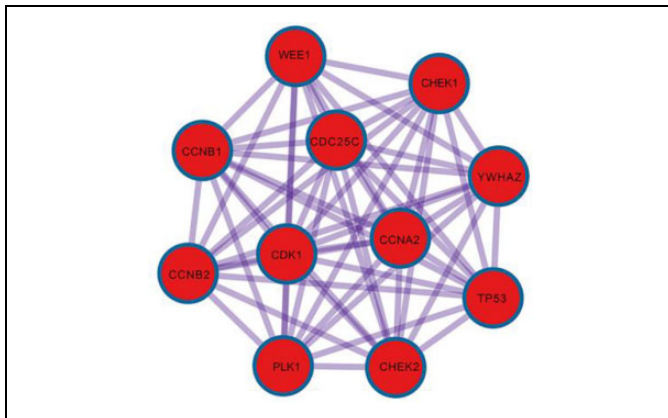 WEE1
CHEK1
CDC25C
CCNB1
YWHAZ
CCNA2
CDK1
CCNB2
TP53
PLK1
CHEK2